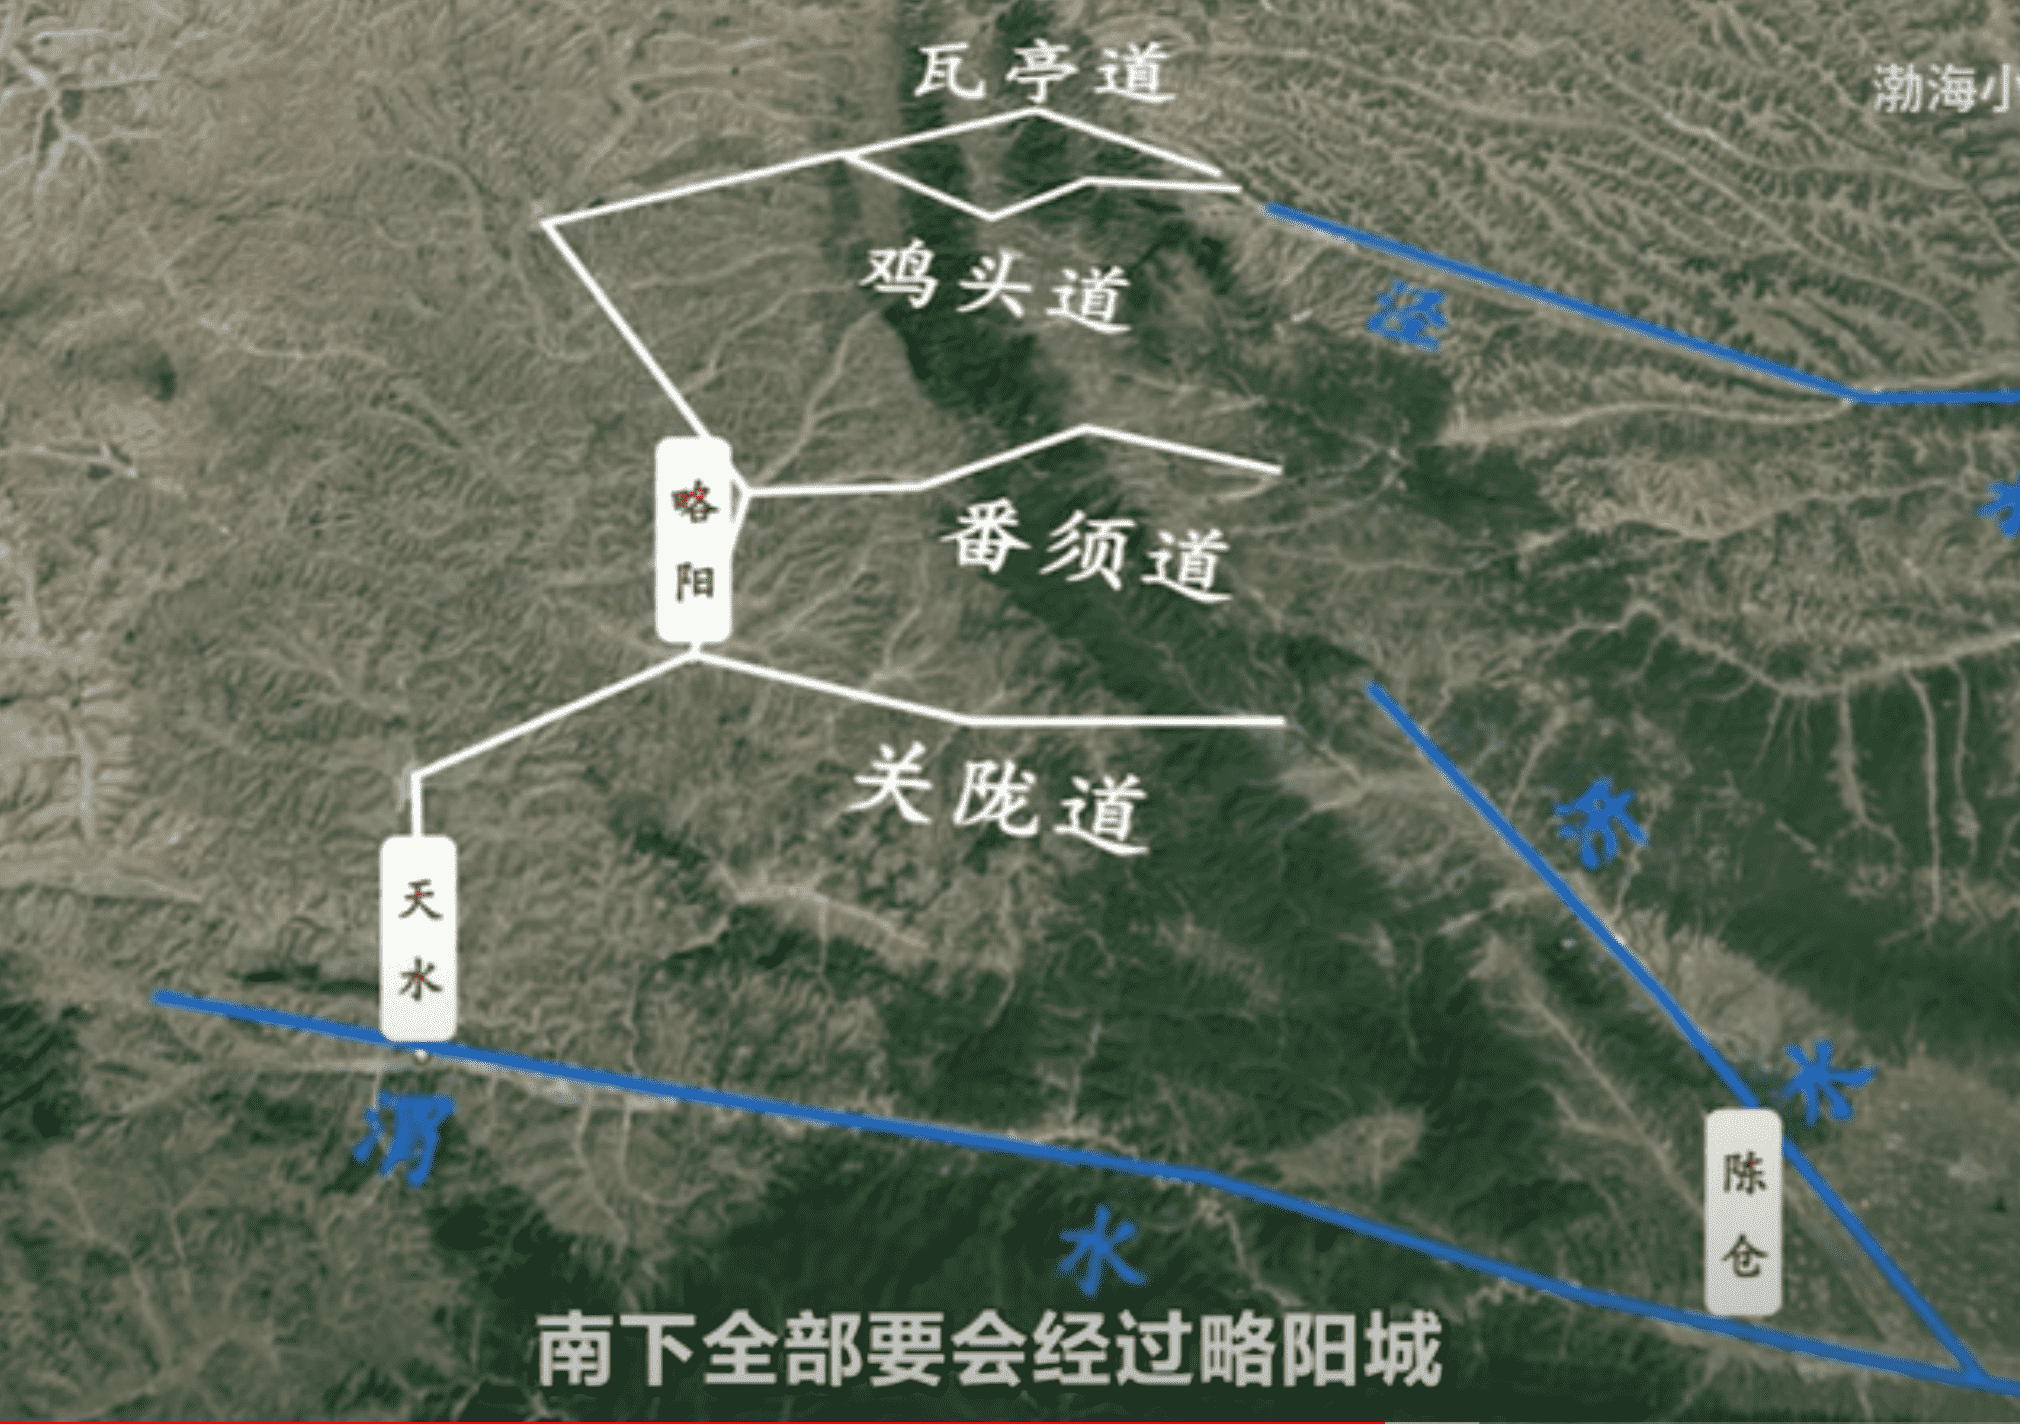 瓦亭道
渤海小
鸡头道
泾
水
略阳
番须道
关陇道
汧
水
天水
渭
水
陈仓
南下全部要会经过略阳城